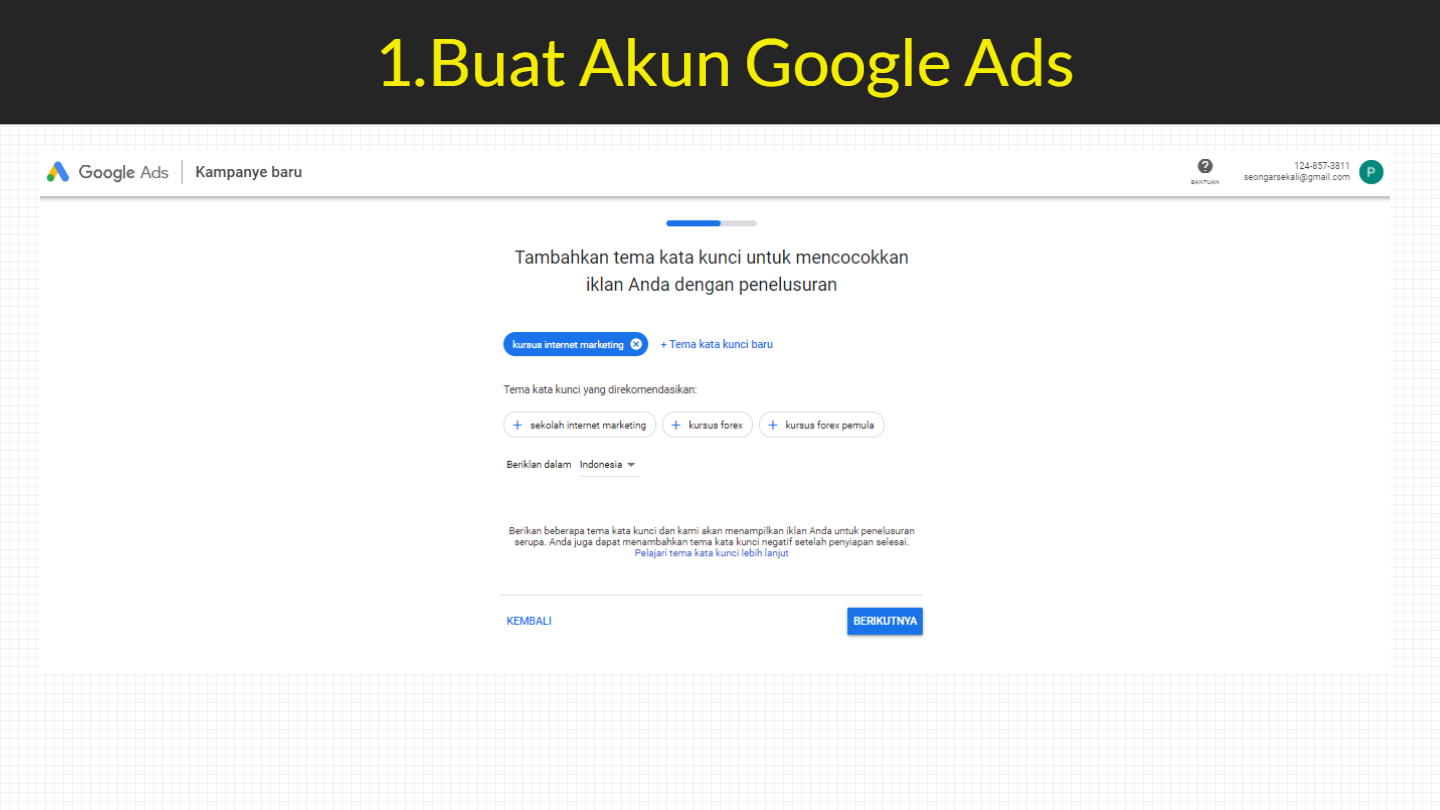 1.Buat Akun Google Ads
Google Ads | Kampanye baru
BANTUAN
124-857-3811
seongarsekali@gmail.com
P
Tambahkan tema kata kunci untuk mencocokkan
iklan Anda dengan penelusuran
kursus internet marketing
+ Tema kata kunci baru
Tema kata kunci yang direkomendasikan:
+ sekolah internet marketing
+ kursus forex
+ kursus forex pemula
Beriklan dalam Indonesia
Berikan beberapa tema kata kunci dan kami akan menampilkan iklan Anda untuk penelusuran
serupa. Anda juga dapat menambahkan tema kata kunci negatif setelah penyiapan selesai.
Pelajari tema kata kunci lebih lanjut
KEMBALI
BERIKUTNYA